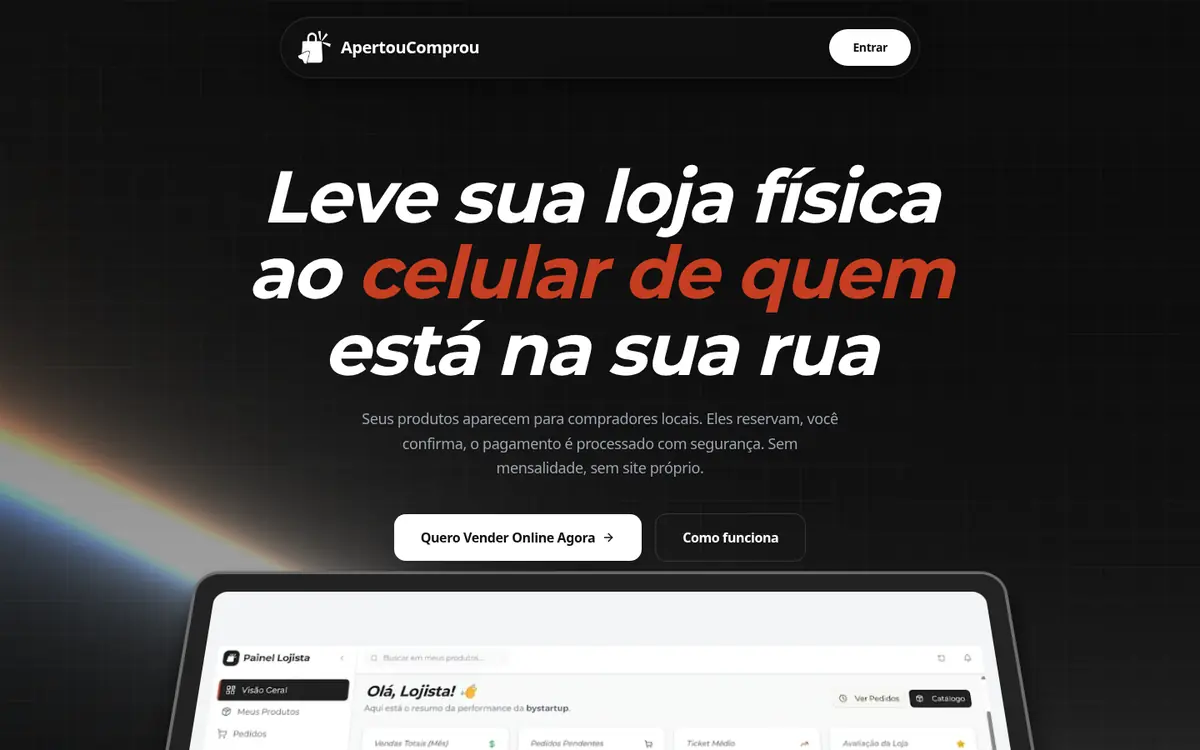 ApertouComprou
Entrar
Leve sua loja física
ao celular de quem
está na sua rua
Seus produtos aparecem para compradores locais. Eles reservam, você
confirma, o pagamento é processado com segurança. Sem
mensalidade, sem site próprio.
Quero Vender Online Agora →
Como funciona
Painel Lojista
Buscar em meus produtos...
Visão Geral
Olá, Lojista!
Ver Pedidos
Catálogo
Meus Produtos
Aqui está o resumo da performance da bystartup.
Pedidos
Vendas Totais (Mês)
Pedidos Pendentes
Ticket Médio
Avaliação da Loja